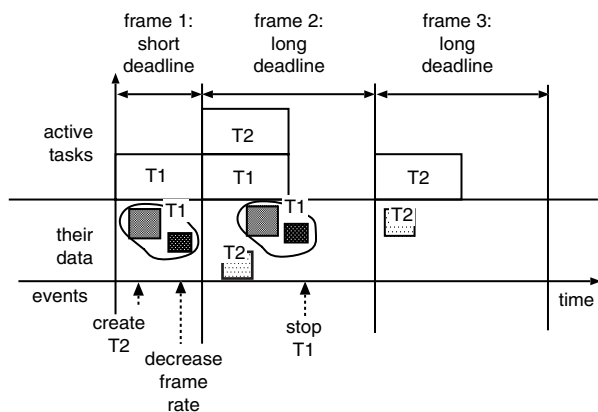 frame 1:
short
deadline
frame 2:
long
deadline
frame 3:
long
deadline
active
tasks
T2
T1
T1
T2
their
data
T1
T1
T2
T2
events
time
create
T2
decrease
frame
rate
stop
T1